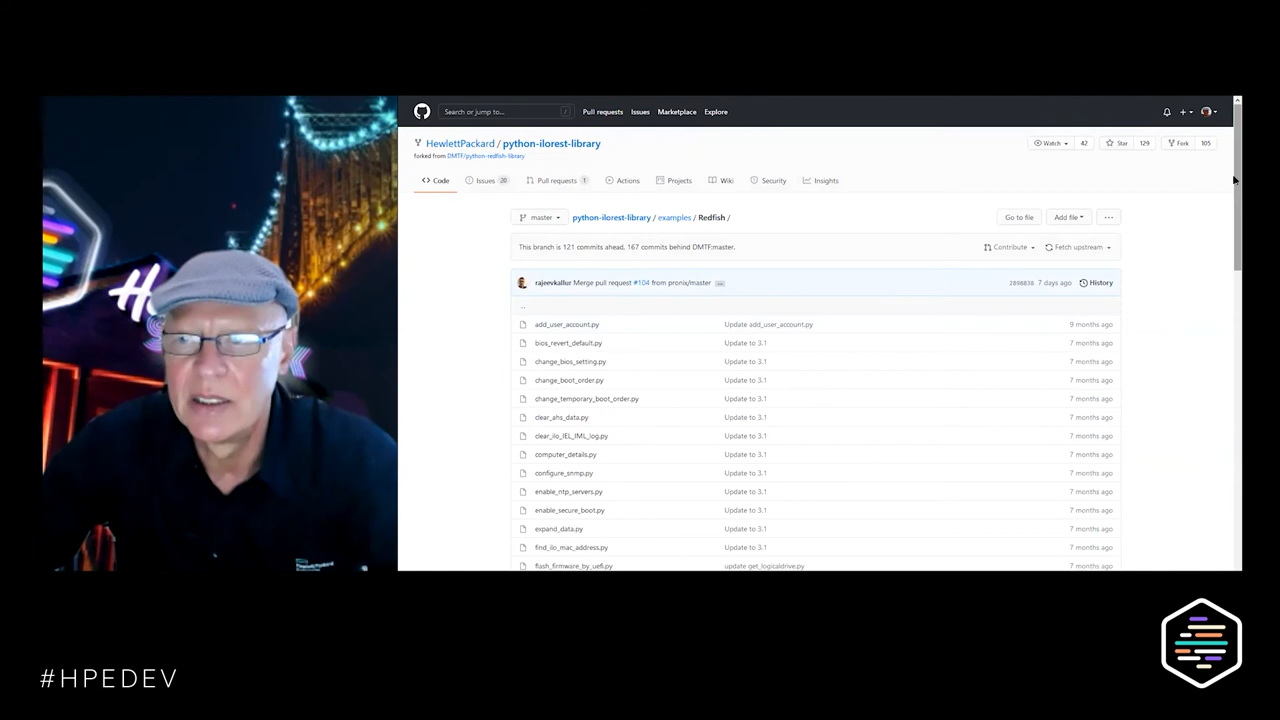 Search or jump to... / Pull requests Issues Marketplace Explore
HewlettPackard / python-ilorest-library Watch 42 Star 129 Fork 105
forked from DMTF/python-redfish-library
Code Issues 20 Pull requests 1 Actions Projects Wiki Security Insights
master python-ilorest-library / examples / Redfish / Go to file Add file ...
This branch is 121 commits ahead, 167 commits behind DMTF:master. Contribute Fetch upstream
rajeevkallur Merge pull request #104 from pronix/master ... 7 days ago History
..
add_user_account.py Update add_user_account.py 9 months ago
bios_revert_default.py Update to 3.1 7 months ago
change_bios_setting.py Update to 3.1 7 months ago
change_boot_order.py Update to 3.1 7 months ago
change_temporary_boot_order.py Update to 3.1 7 months ago
clear_ahs_data.py Update to 3.1 7 months ago
clear_ilo_IEL_IML_log.py Update to 3.1 7 months ago
computer_details.py Update to 3.1 7 months ago
configure_snmp.py Update to 3.1 7 months ago
enable_ntp_servers.py Update to 3.1 7 months ago
enable_secure_boot.py Update to 3.1 7 months ago
expand_data.py Update to 3.1 7 months ago
find_ilo_mac_address.py Update to 3.1 7 months ago
flash_firmware_by_uefi.py update get_logicaldrive.py 7 months ago
#HPEDEV